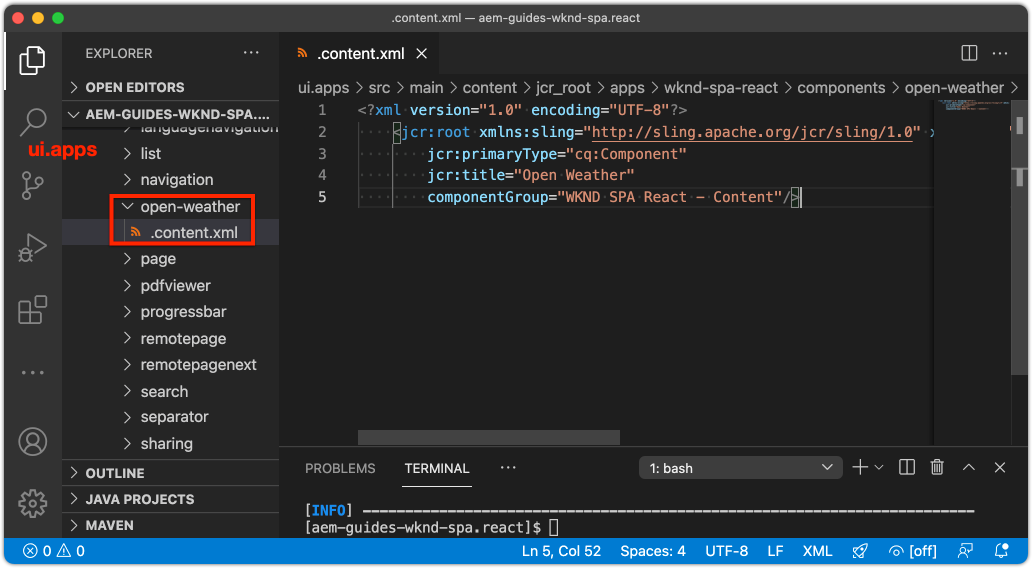 .content.xml — aem-guides-wknd-spa.react
EXPLORER
OPEN EDITORS
AEM-GUIDES-WKND-SPA....
languagenavigation
ui.apps
list
navigation
open-weather
.content.xml
page
pdfviewer
progressbar
remotepage
remotepagenext
search
separator
sharing
OUTLINE
JAVA PROJECTS
MAVEN
.content.xml
ui.apps > src > main > content > jcr_root > apps > wknd-spa-react > components > open-weather >
1 <?xml version="1.0" encoding="UTF-8"?>
2 <jcr:root xmlns:sling="http://sling.apache.org/jcr/sling/1.0"
3 jcr:primaryType="cq:Component"
4 jcr:title="Open Weather"
5 componentGroup="WKND SPA React - Content"/>
PROBLEMS TERMINAL ...
1: bash
[INFO] ------------------------------------------------------------------------
[aem-guides-wknd-spa.react]$
0 0 Ln 5, Col 52 Spaces: 4 UTF-8 LF XML [off]